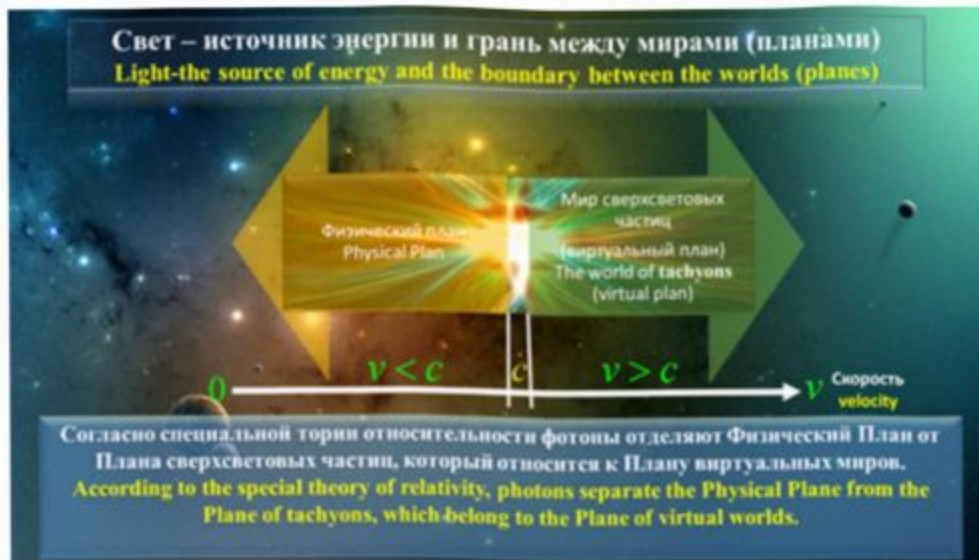 Свет – источник энергии и грань между мирами (планами)
Light-the source of energy and the boundary between the worlds (planes)
Физический план
Physical Plan
Мир сверхсветовых
частиц
(виртуальный план)
The world of tachyons
(virtual plan)
v < c
c
v > c
0
v
Скорость
velocity
Согласно специальной тории относительности фотоны отделяют Физический План от
Плана сверхсветовых частиц, который относится к Плану виртуальных миров.
According to the special theory of relativity, photons separate the Physical Plane from the
Plane of tachyons, which belong to the Plane of virtual worlds.